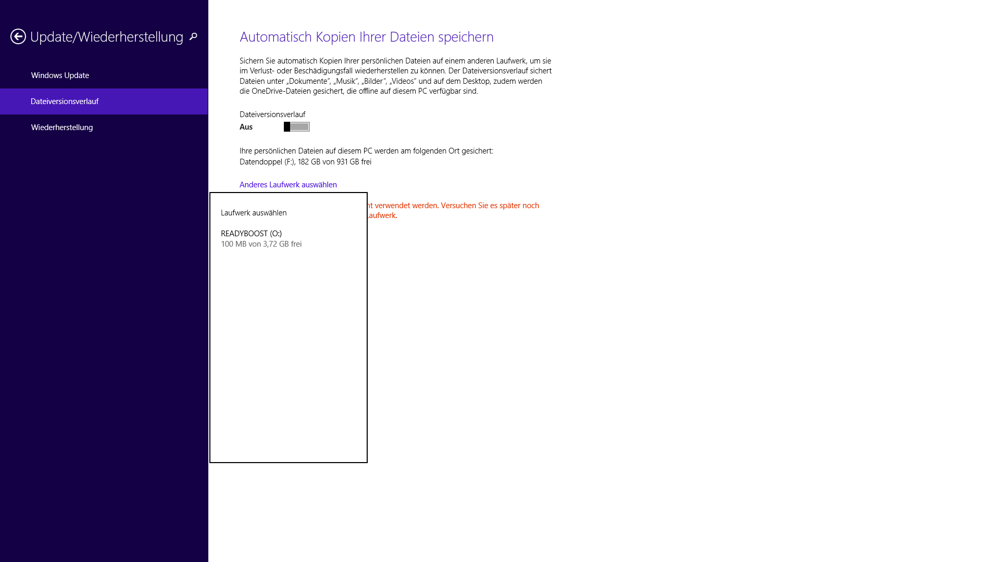 Update/Wiederherstellung
Windows Update
Dateiversionsverlauf
Wiederherstellung
Automatisch Kopien Ihrer Dateien speichern
Sichern Sie automatisch Kopien Ihrer persönlichen Dateien auf einem anderen Laufwerk, um sie
im Verlust- oder Beschädigungsfall wiederherstellen zu können. Der Dateiversionsverlauf sichert
Dateien unter „Dokumente“, „Musik“, „Bilder“, „Videos“ und auf dem Desktop, zudem werden
die OneDrive-Dateien gesichert, die offline auf diesem PC verfügbar sind.
Dateiversionsverlauf
Aus
Ihre persönlichen Dateien auf diesem PC werden am folgenden Ort gesichert:
Datendoppel (F:), 182 GB von 931 GB frei
Anderes Laufwerk auswählen
verwendet werden. Versuchen Sie es später noch
Laufwerk.
Laufwerk auswählen
READYBOOST (O:)
100 MB von 3,72 GB frei